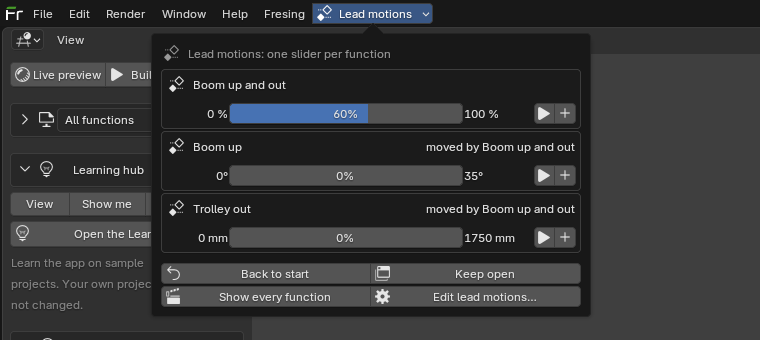 Fr File Edit Render Window Help Fresing Lead motions
View
Lead motions: one slider per function
Live preview Buil
Boom up and out
0 % 60% 100 %
All functions
Boom up moved by Boom up and out
Learning hub
0° 0% 35°
View Show me
Trolley out moved by Boom up and out
Open the Lear
0 mm 0% 1750 mm
Learn the app on sample
projects. Your own projec
not changed.
Back to start Keep open
Show every function Edit lead motions...